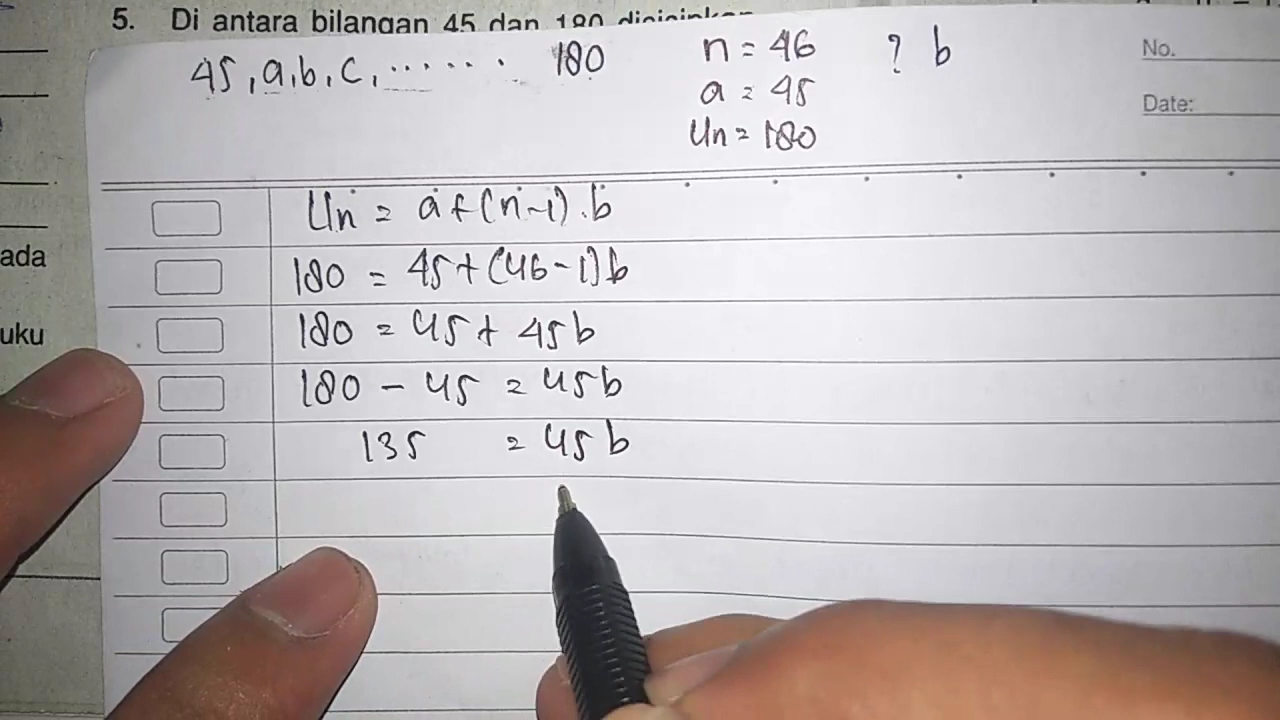 5. Di antara bilangan 45 dan 180 disisipkan
45, a, b, c, ....... 180
n = 46 ? b
a = 45
Un = 180
No.
Date:
Un = a + (n-1) . b
180 = 45 + (46 - 1) b
180 = 45 + 45 b
180 - 45 = 45 b
135 = 45 b
ada
uku